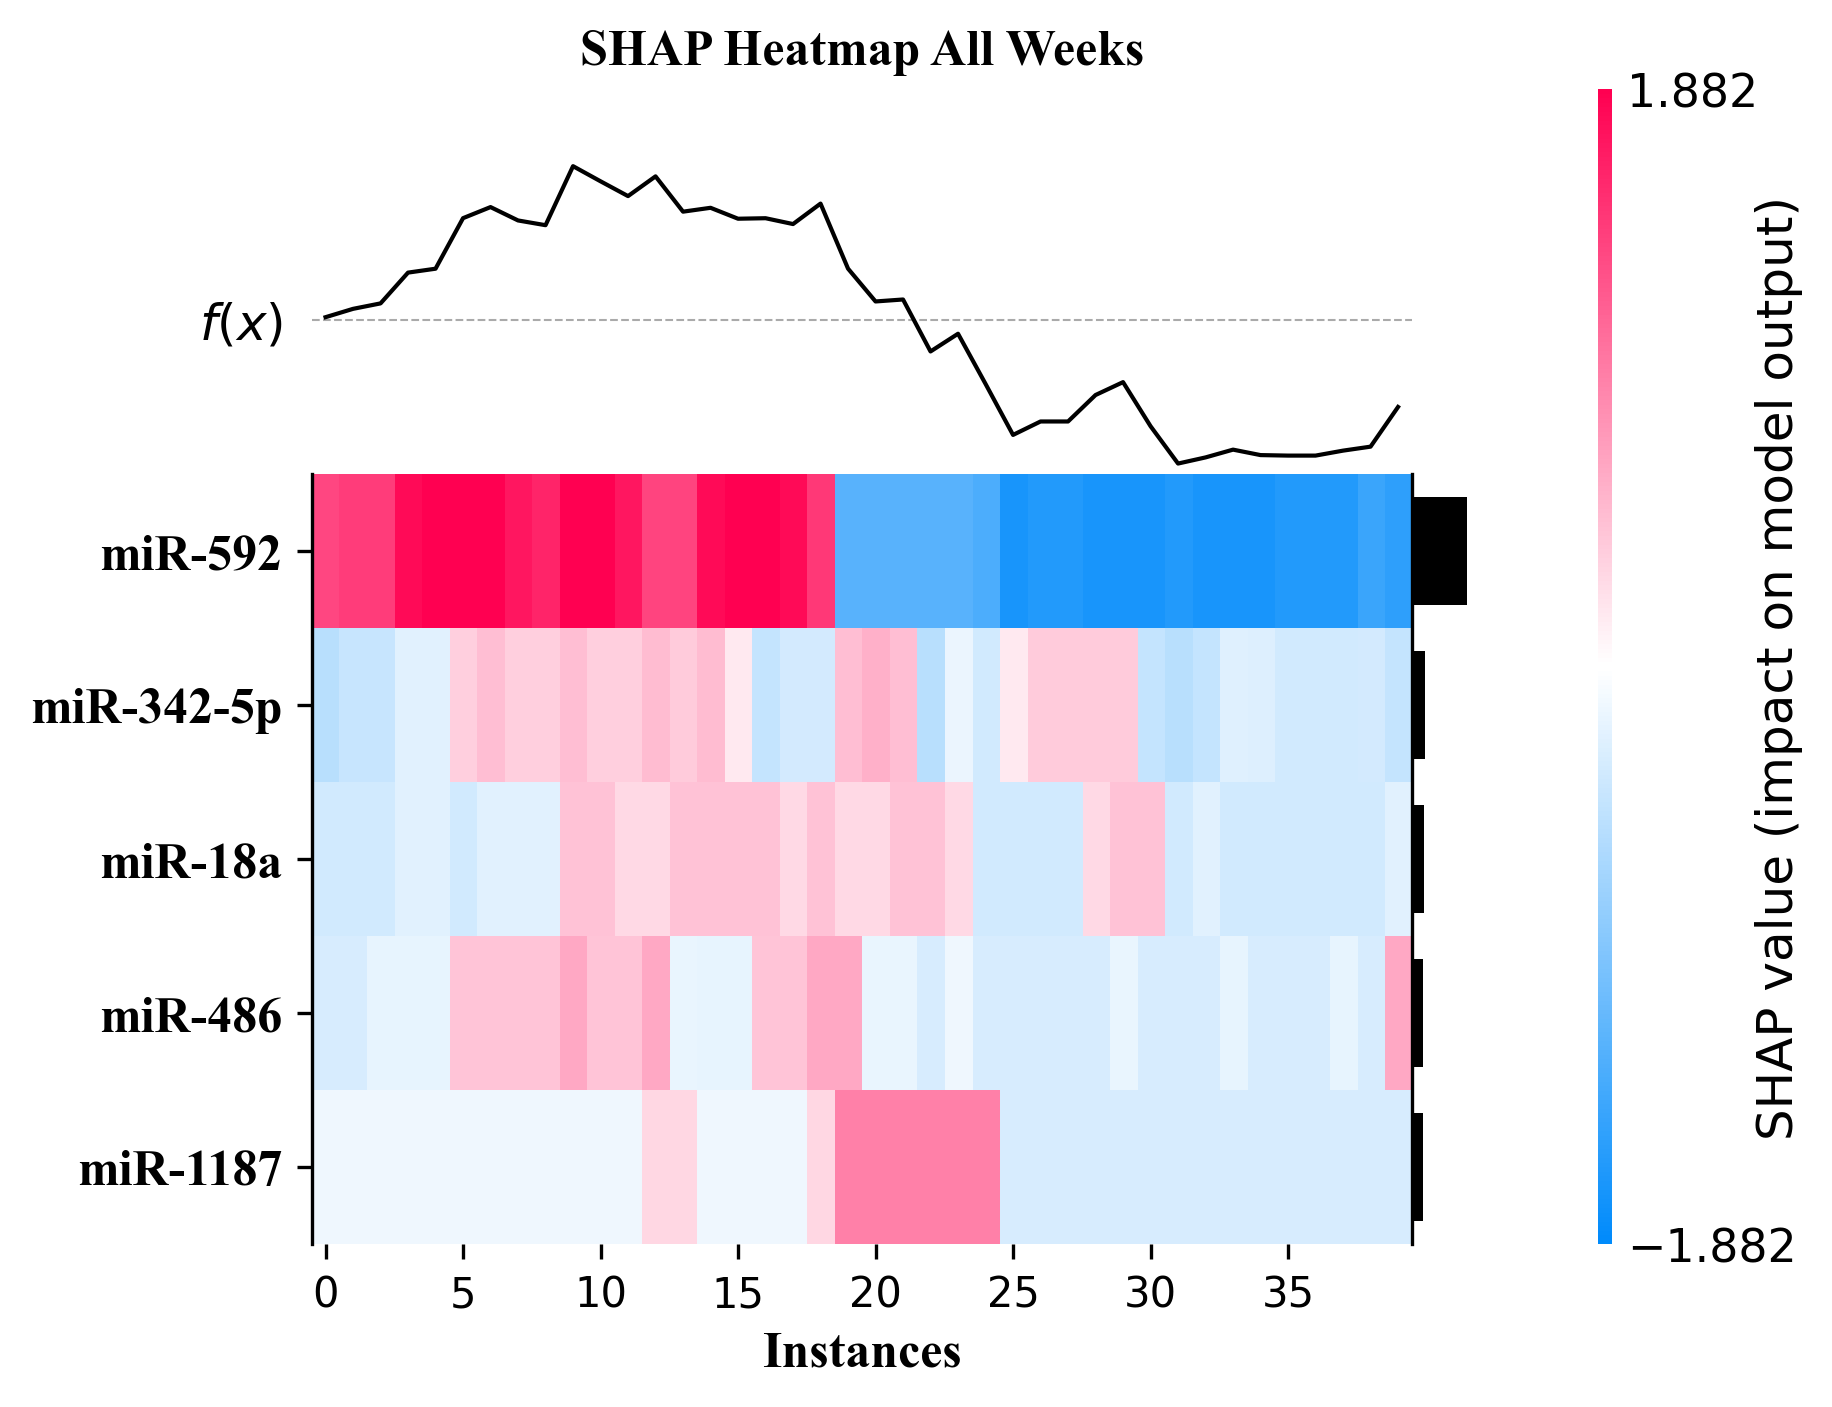 SHAP Heatmap All Weeks
f(x)
miR-592
miR-342-5p
miR-18a
miR-486
miR-1187
0 5 10 15 20 25 30 35
Instances
1.882
−1.882
SHAP value (impact on model output)